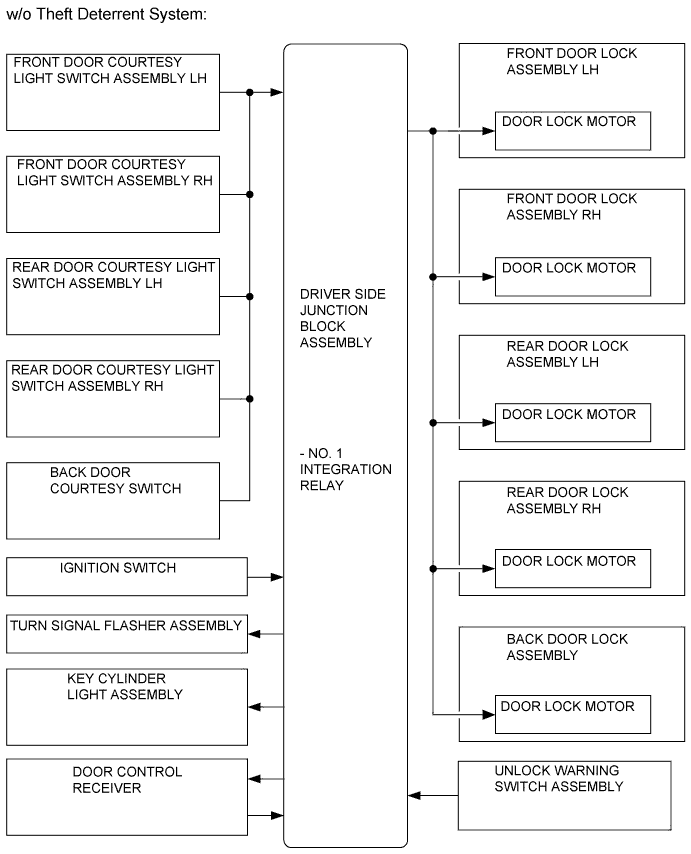 w/o Theft Deterrent System:
FRONT DOOR COURTESY
LIGHT SWITCH ASSEMBLY LH
FRONT DOOR COURTESY
LIGHT SWITCH ASSEMBLY RH
REAR DOOR COURTESY LIGHT
SWITCH ASSEMBLY LH
REAR DOOR COURTESY LIGHT
SWITCH ASSEMBLY RH
BACK DOOR
COURTESY SWITCH
IGNITION SWITCH
TURN SIGNAL FLASHER ASSEMBLY
KEY CYLINDER
LIGHT ASSEMBLY
DOOR CONTROL
RECEIVER
DRIVER SIDE
JUNCTION
BLOCK
ASSEMBLY
- NO. 1
INTEGRATION
RELAY
FRONT DOOR LOCK
ASSEMBLY LH
DOOR LOCK MOTOR
FRONT DOOR LOCK
ASSEMBLY RH
DOOR LOCK MOTOR
REAR DOOR LOCK
ASSEMBLY LH
DOOR LOCK MOTOR
REAR DOOR LOCK
ASSEMBLY RH
DOOR LOCK MOTOR
BACK DOOR LOCK
ASSEMBLY
DOOR LOCK MOTOR
UNLOCK WARNING
SWITCH ASSEMBLY